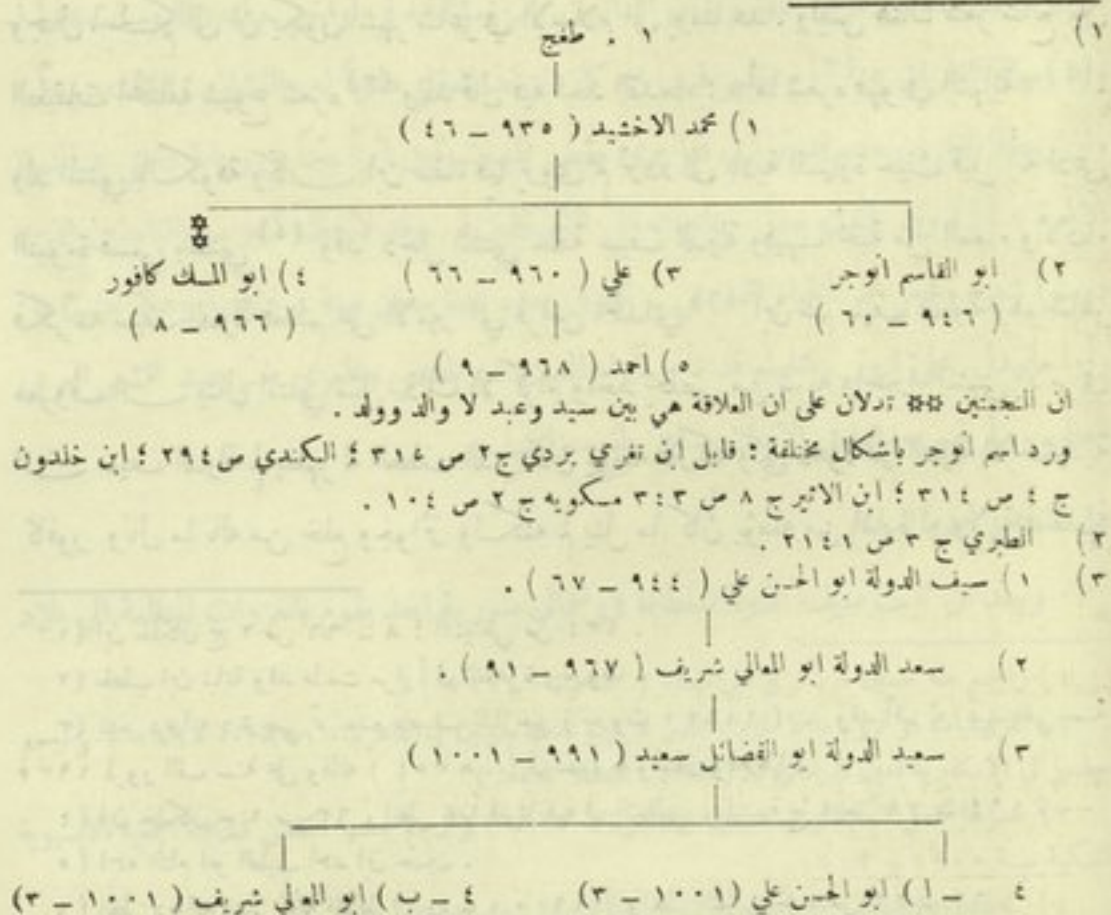 ١) ١ . طغج
١) محمد الاخشيد ( ٩٣٥ – ٤٦ )
٢) ابو القاسم انوجر ٣) علي ( ٩٦٠ – ٦٦ ) ٤) ابو المسك كافور
( ٩٤٦ – ٦٠ ) ( ٩٦٦ – ٨ )
٥) احمد ( ٩٦٨ – ٩ )
ان النجمتين ** تدلان على ان العلاقة هي بين سيد وعبد لا والد وولد .
ورد اسم انوجر باشكال مختلفة : قابل ابن تغري بردي ج٢ ص ٣١٤ ؛ الكندي ص٢٩٤ ؛ ابن خلدون
ج ٤ ص ٣١٤ ؛ ابن الاثير ج ٨ ص ٣٤٣ مسكويه ج ٢ ص ١٠٤ .
٢) الطبري ج ٣ ص ٢١٤١ .
٣) ١) سيف الدولة ابو الحسن علي ( ٩٤٤ – ٦٧ ) .
٢) سعد الدولة ابو المعالي شريف ( ٩٦٧ – ٩١ ) .
٣) سعيد الدولة ابو الفضائل سعيد ( ٩٩١ – ١٠٠١ )
٤ – ا ) ابو الحسن علي (١٠٠١ – ٣) ٤ – ب ) ابو المعالي شريف ( ١٠٠١ – ٣)